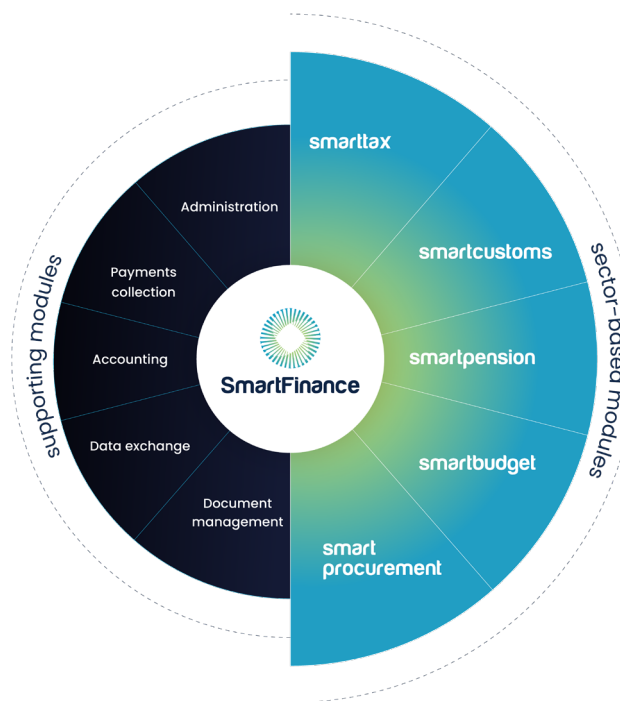 smarttax
smartcustoms
smartpension
smartbudget
smart
procurement
sector-based modules
Administration
Payments
collection
Accounting
Data exchange
Document
management
supporting modules
SmartFinance